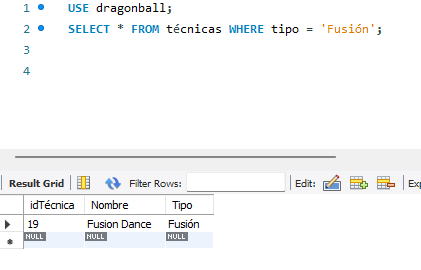 1 USE dragonball;
2 SELECT * FROM técnicas WHERE tipo = 'Fusión';
3
4
Result Grid Filter Rows: Edit: Exp
idTécnica Nombre Tipo
19 Fusion Dance Fusión
NULL NULL NULL